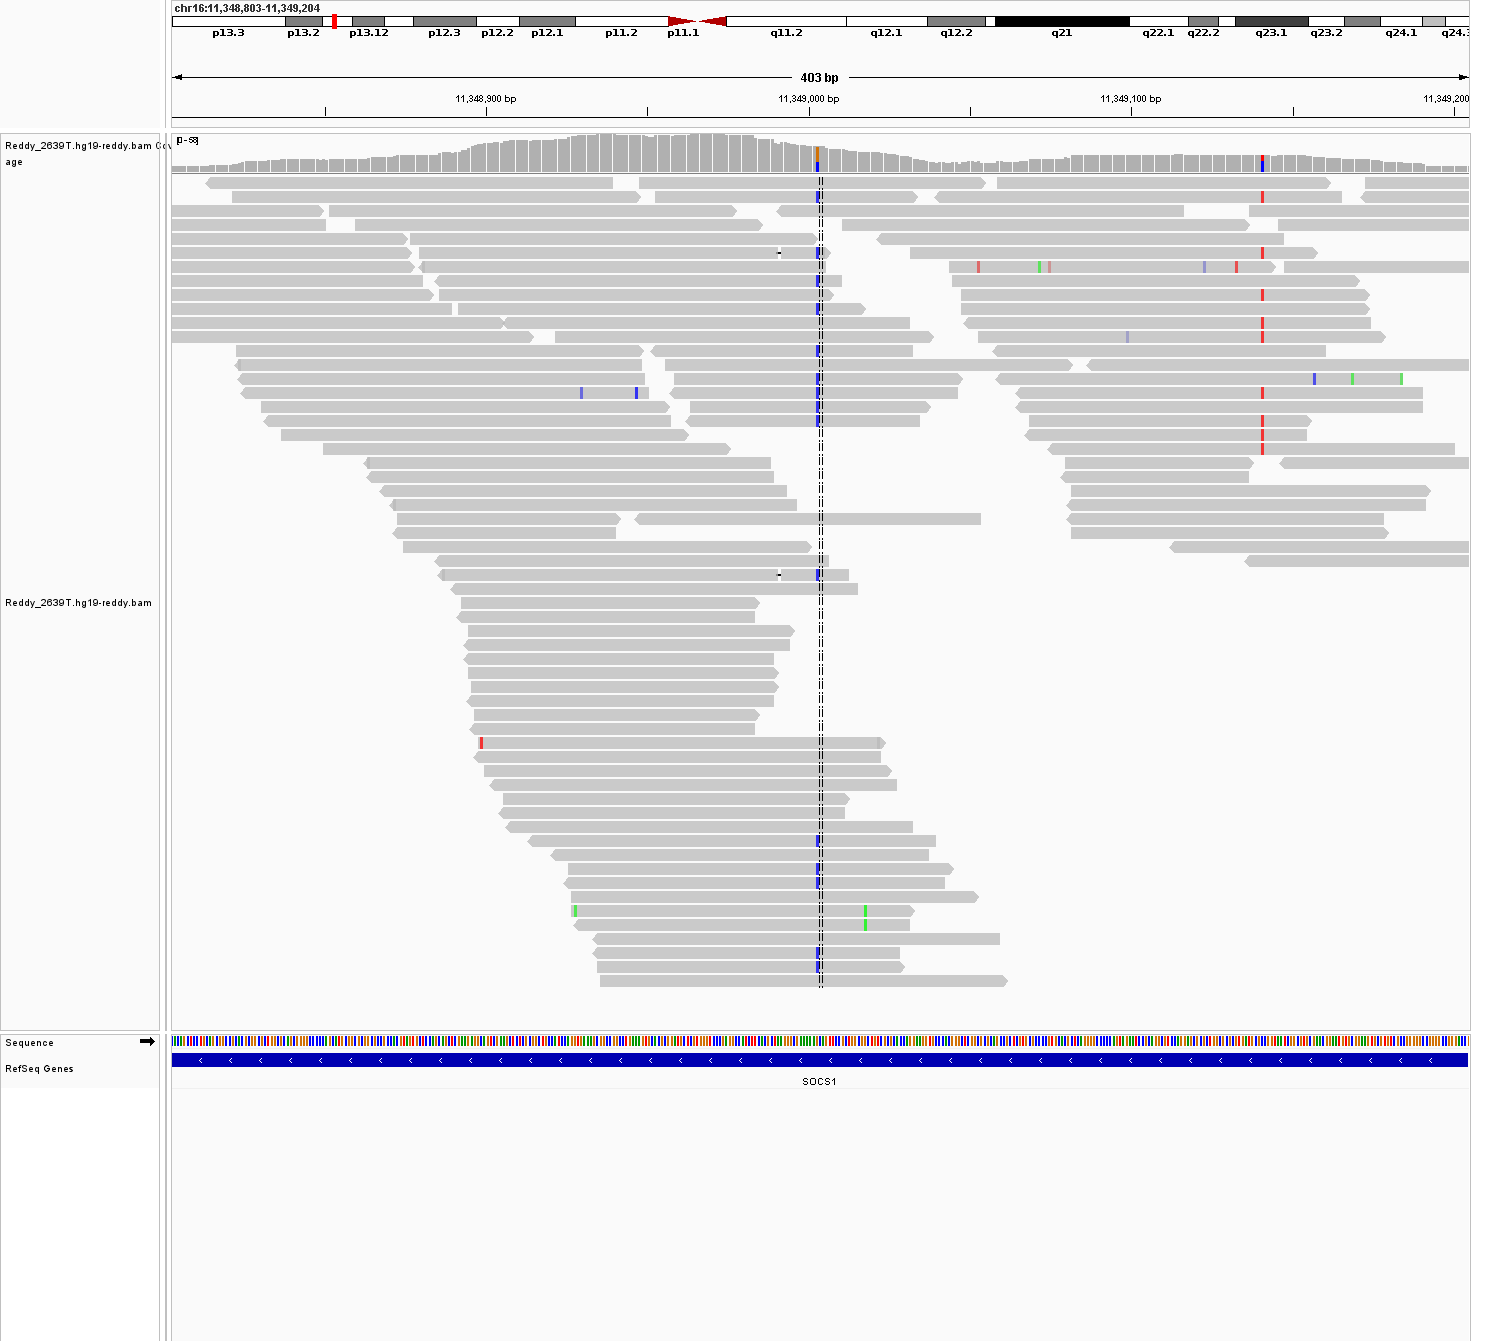 chr16:11,348,803-11,349,204
p13.3 p13.2 p13.12 p12.3 p12.2 p12.1 p11.2 p11.1 q11.2 q12.1 q12.2 q21 q22.1 q22.2 q23.1 q23.2 q24.1 q24.3
403 bp
11,348,900 bp 11,349,000 bp 11,349,100 bp 11,349,200
Reddy_2639T.hg19-reddy.bam Cov
age
[0-58]
Reddy_2639T.hg19-reddy.bam
Sequence
RefSeq Genes
SOCS1